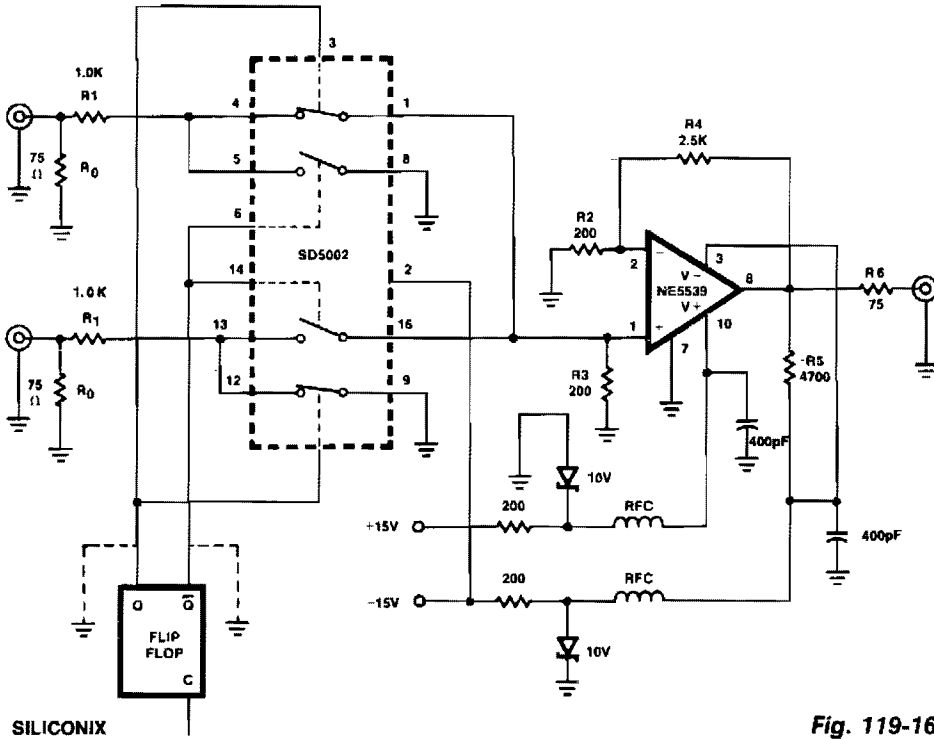 3
1.0K
R1
4
1
75
Ω
R0
5
8
6
SD5002
14
2
1.0K
R1
13
16
75
Ω
R0
12
9
R4
2.5K
R2
200
2
−
3
V −
NE5539
V +
8
1
+
10
7
R6
75
R3
200
R5
4700
400pF
10V
200
RFC
+15V
400pF
200
RFC
−15V
10V
Q
Q̅
FLIP
FLOP
C
SILICONIX
Fig. 119-16